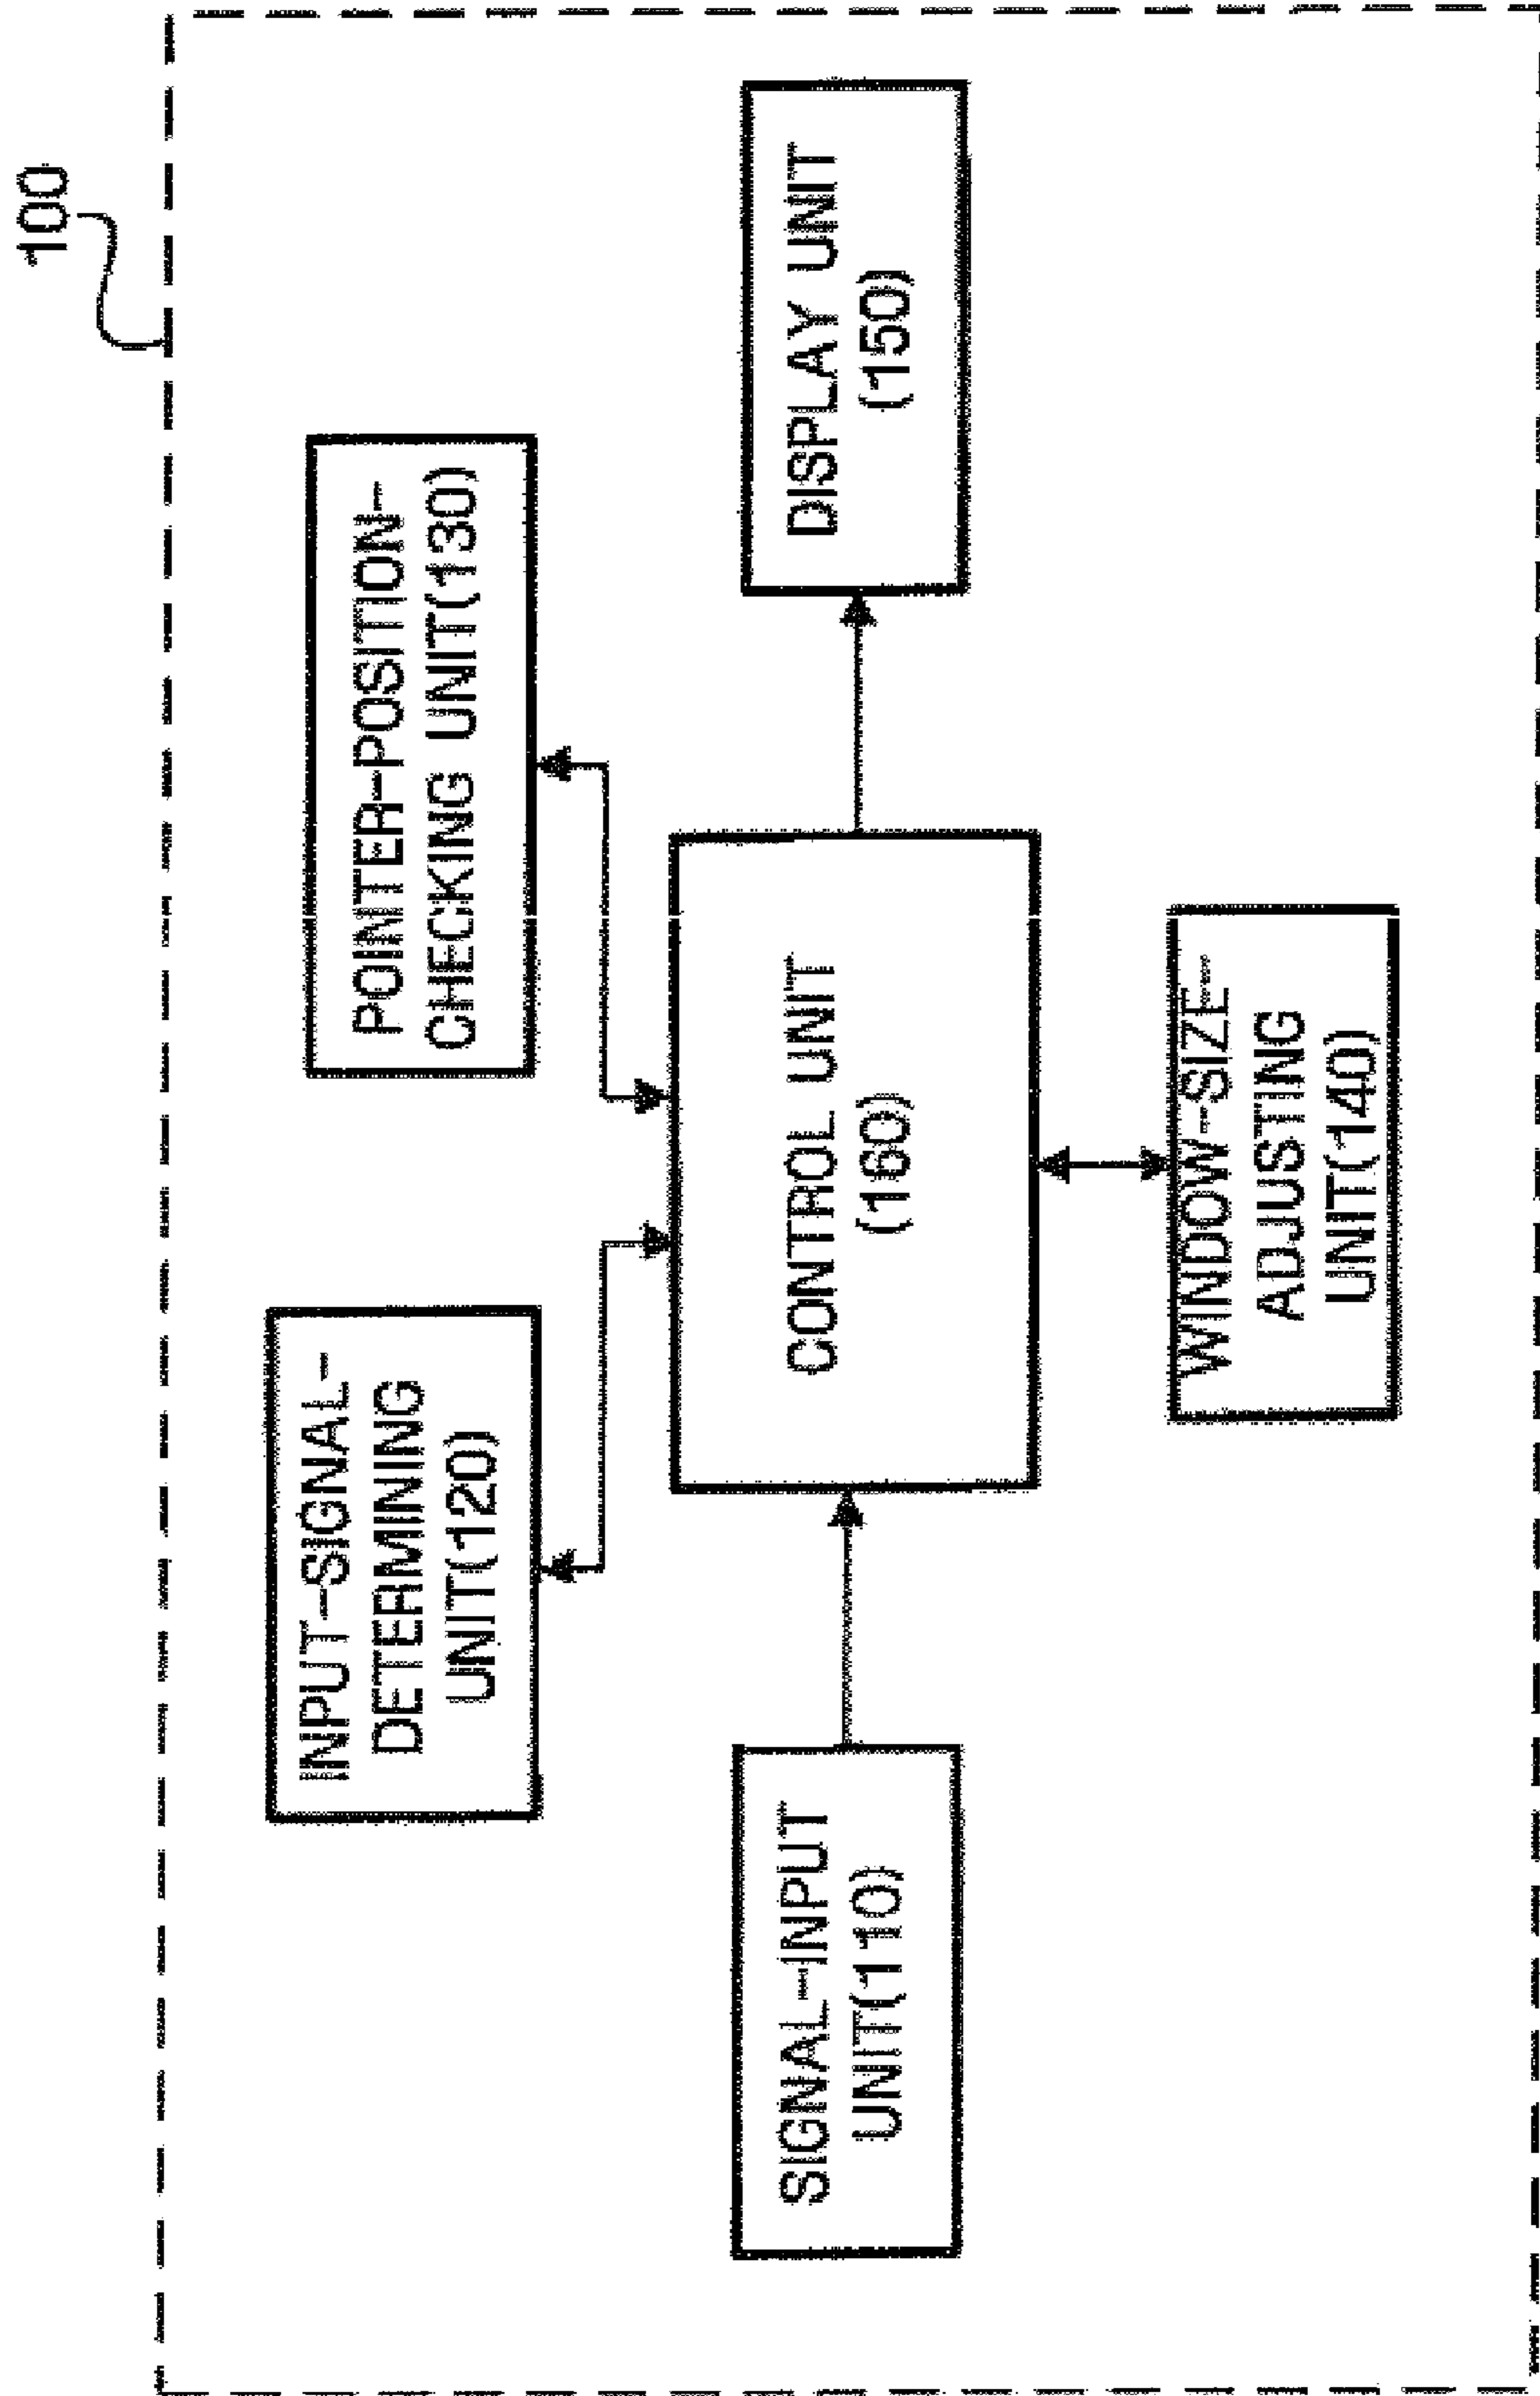 100
INPUT-SIGNAL-
DETERMINING
UNIT(120)
POINTER-POSITION-
CHECKING UNIT(130)
SIGNAL-INPUT
UNIT(110)
CONTROL UNIT
(160)
DISPLAY UNIT
(150)
WINDOW-SIZE-
ADJUSTING
UNIT(140)